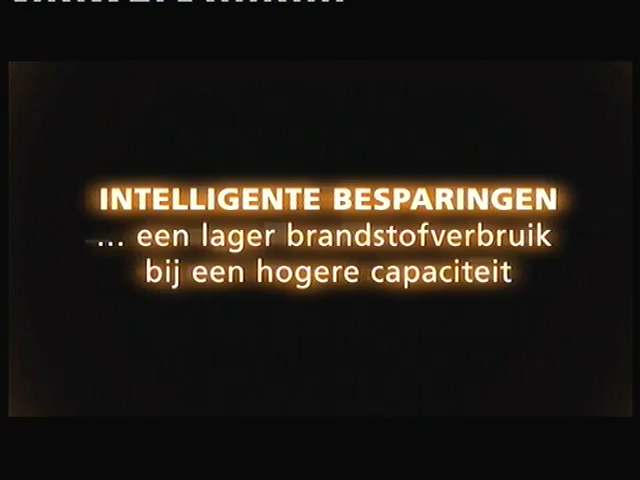 INTELLIGENTE BESPARINGEN
... een lager brandstofverbruik
bij een hogere capaciteit